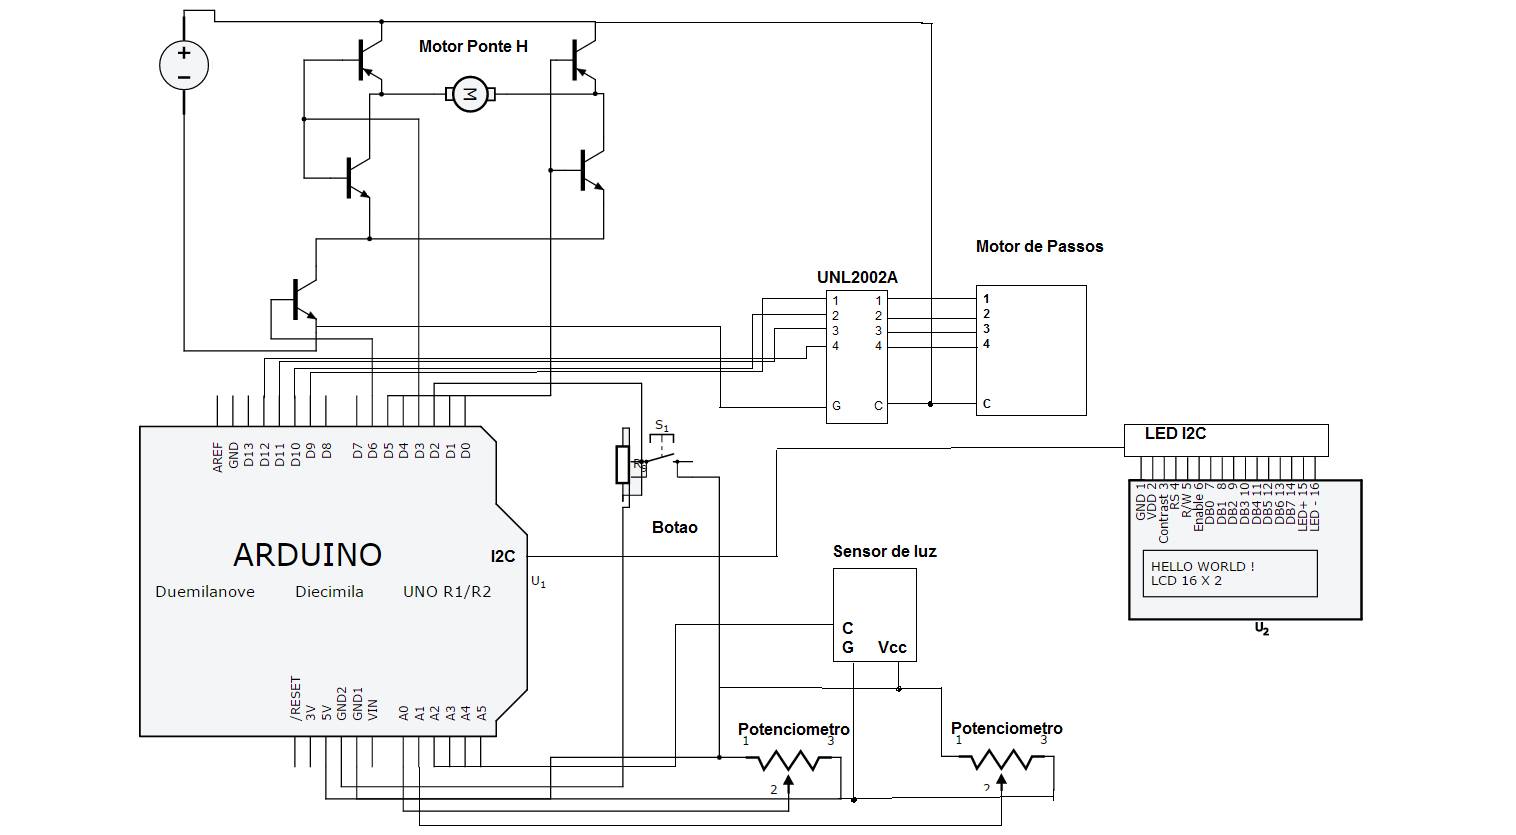 Motor Ponte H
M
+
−
Motor de Passos
UNL2002A
1
2
3
4
G
1
2
3
4
C
1
2
3
4
C
AREF
GND
D13
D12
D11
D10
D9
D8
D7
D6
D5
D4
D3
D2
D1
D0
S1
Botao
LED I2C
GND 1
VDD 2
Contrast 3
RS 4
R/W 5
Enable 6
DB0 7
DB1 8
DB2 9
DB3 10
DB4 11
DB5 12
DB6 13
DB7 14
LED+ 15
LED - 16
HELLO WORLD !
LCD 16 X 2
U2
ARDUINO
I2C
U1
Duemilanove Diecimila UNO R1/R2
Sensor de luz
C
G Vcc
/RESET
3V
5V
GND2
GND1
VIN
A0
A1
A2
A3
A4
A5
Potenciometro
1 3
2
Potenciometro
1 3
2